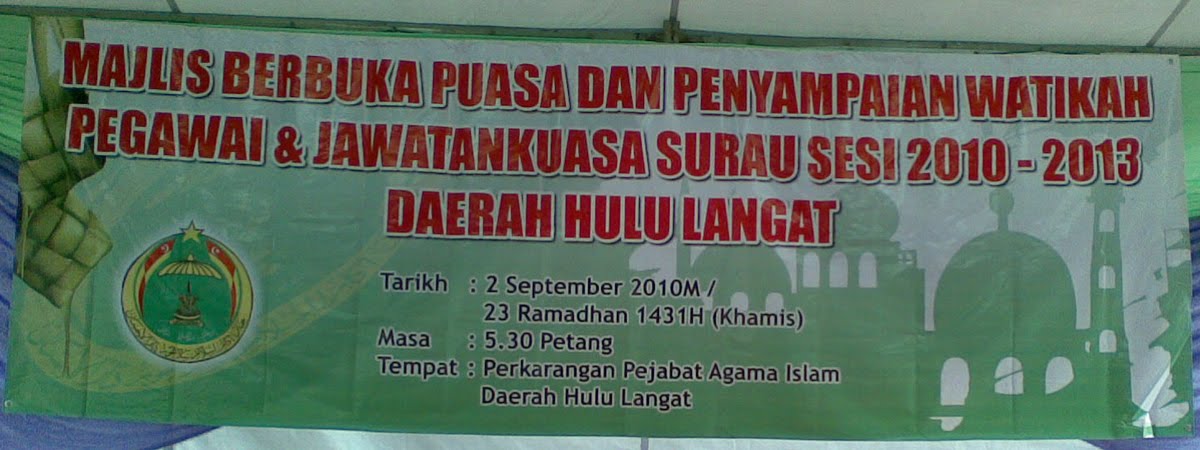 MAJLIS BERBUKA PUASA DAN PENYAMPAIAN WATIKAH
PEGAWAI & JAWATANKUASA SURAU SESI 2010 - 2013
DAERAH HULU LANGAT
Tarikh : 2 September 2010M /
23 Ramadhan 1431H (Khamis)
Masa : 5.30 Petang
Tempat : Perkarangan Pejabat Agama Islam
Daerah Hulu Langat